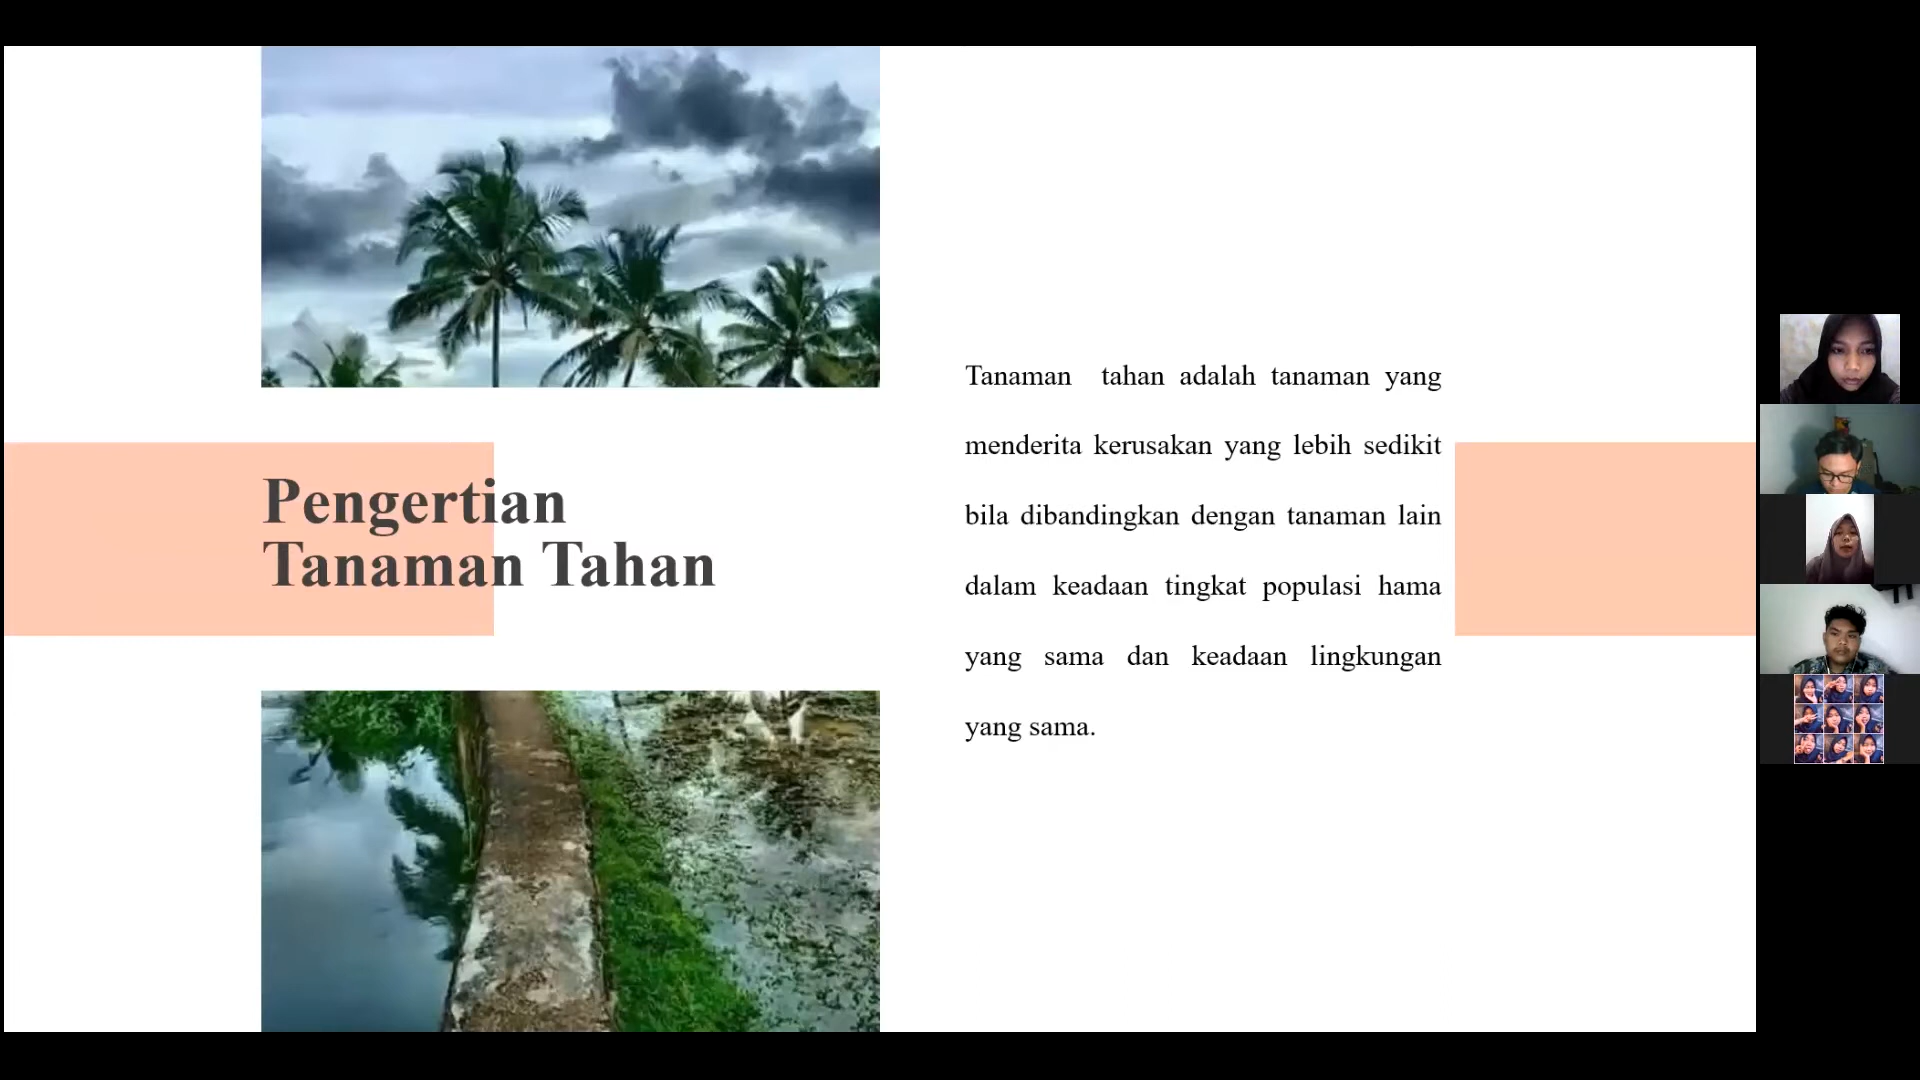 Pengertian
Tanaman Tahan
Tanaman tahan adalah tanaman yang
menderita kerusakan yang lebih sedikit
bila dibandingkan dengan tanaman lain
dalam keadaan tingkat populasi hama
yang sama dan keadaan lingkungan
yang sama.